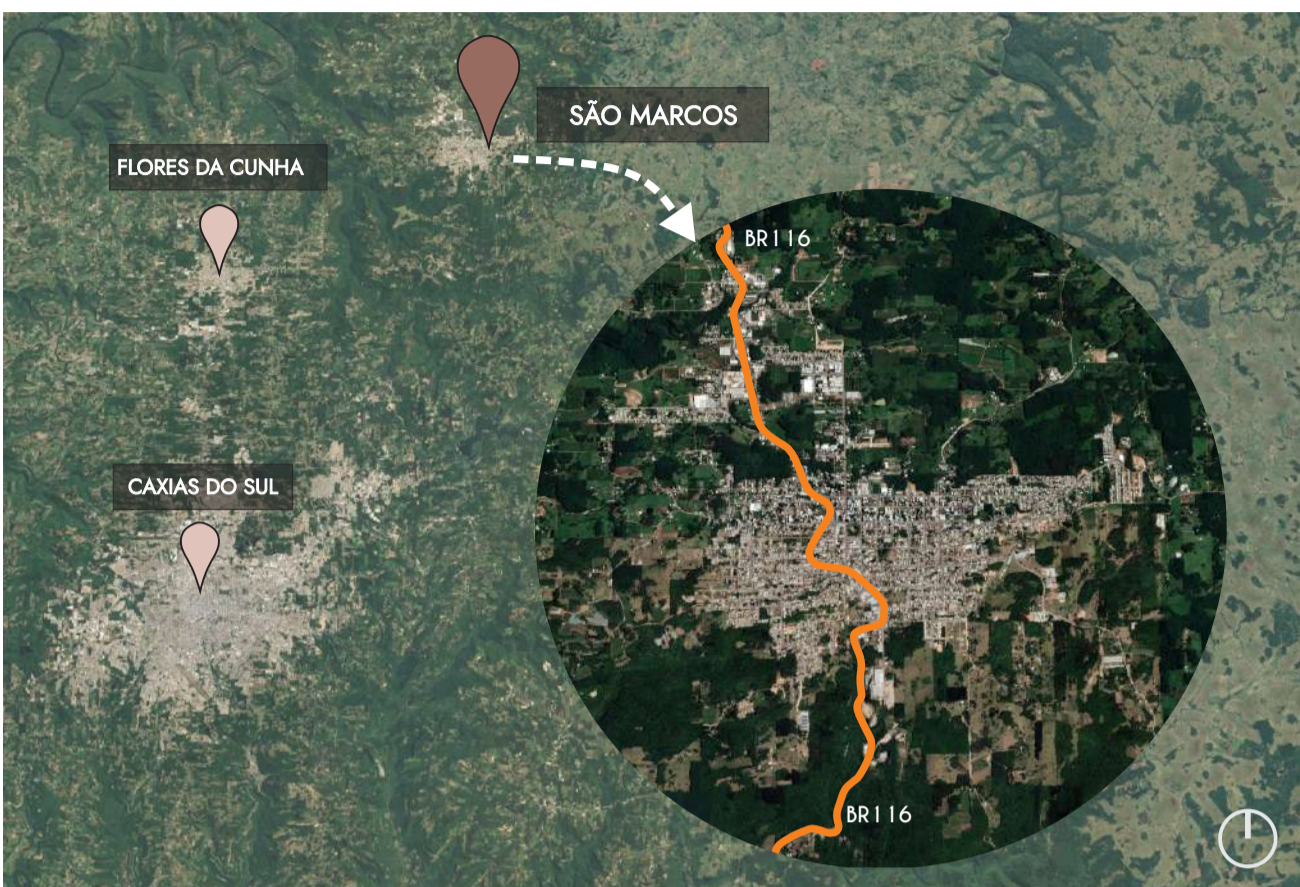 SÃO MARCOS
FLORES DA CUNHA
BR116
CAXIAS DO SUL
BR116